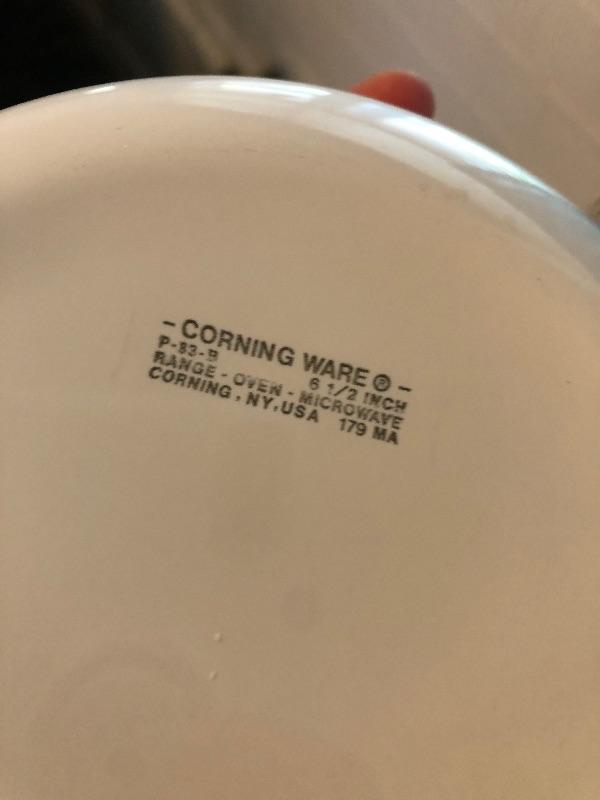 - CORNING WARE ® -
P-83-B 6 1/2 INCH
RANGE - OVEN - MICROWAVE
CORNING, NY, USA 179 MA